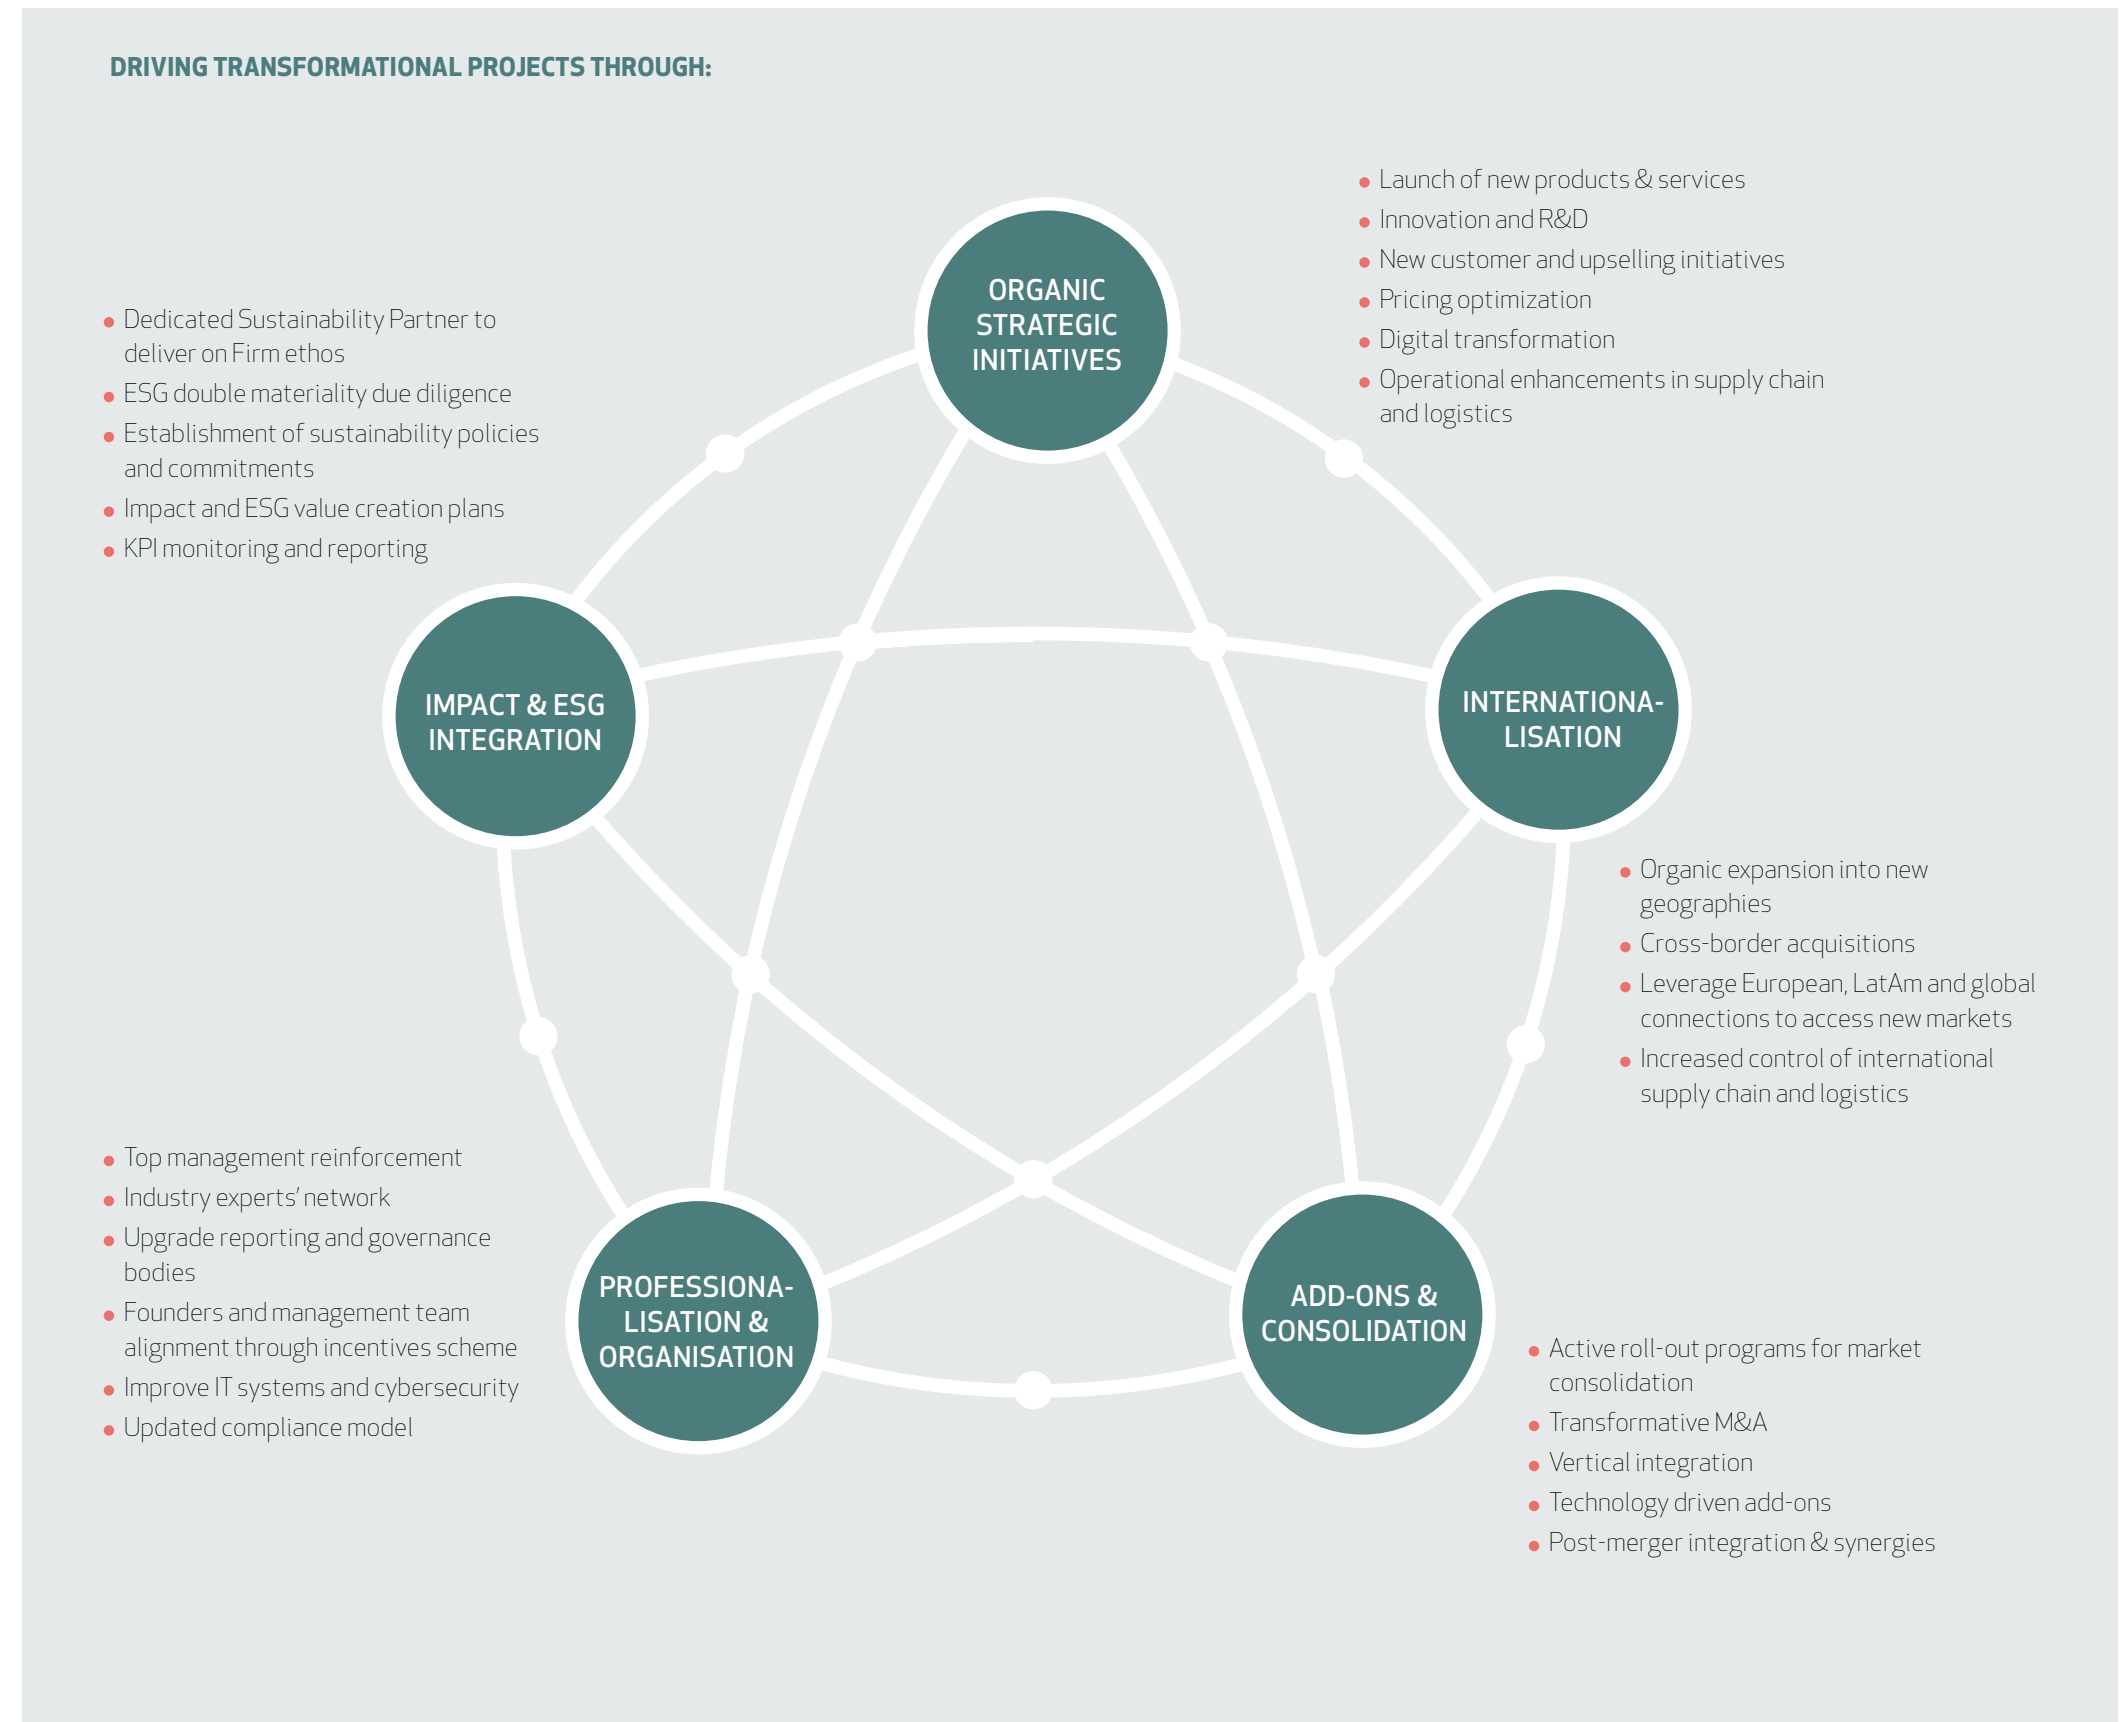 DRIVING TRANSFORMATIONAL PROJECTS THROUGH:
ORGANIC
STRATEGIC
INITIATIVES
• Launch of new products & services
• Innovation and R&D
• New customer and upselling initiatives
• Pricing optimization
• Digital transformation
• Operational enhancements in supply chain
and logistics
• Dedicated Sustainability Partner to
deliver on Firm ethos
• ESG double materiality due diligence
• Establishment of sustainability policies
and commitments
• Impact and ESG value creation plans
• KPI monitoring and reporting
IMPACT & ESG
INTEGRATION
INTERNATIONA-
LISATION
• Organic expansion into new
geographies
• Cross-border acquisitions
• Leverage European, LatAm and global
connections to access new markets
• Increased control of international
supply chain and logistics
• Top management reinforcement
• Industry experts’ network
• Upgrade reporting and governance
bodies
• Founders and management team
alignment through incentives scheme
• Improve IT systems and cybersecurity
• Updated compliance model
PROFESSIONA-
LISATION &
ORGANISATION
ADD-ONS &
CONSOLIDATION
• Active roll-out programs for market
consolidation
• Transformative M&A
• Vertical integration
• Technology driven add-ons
• Post-merger integration & synergies